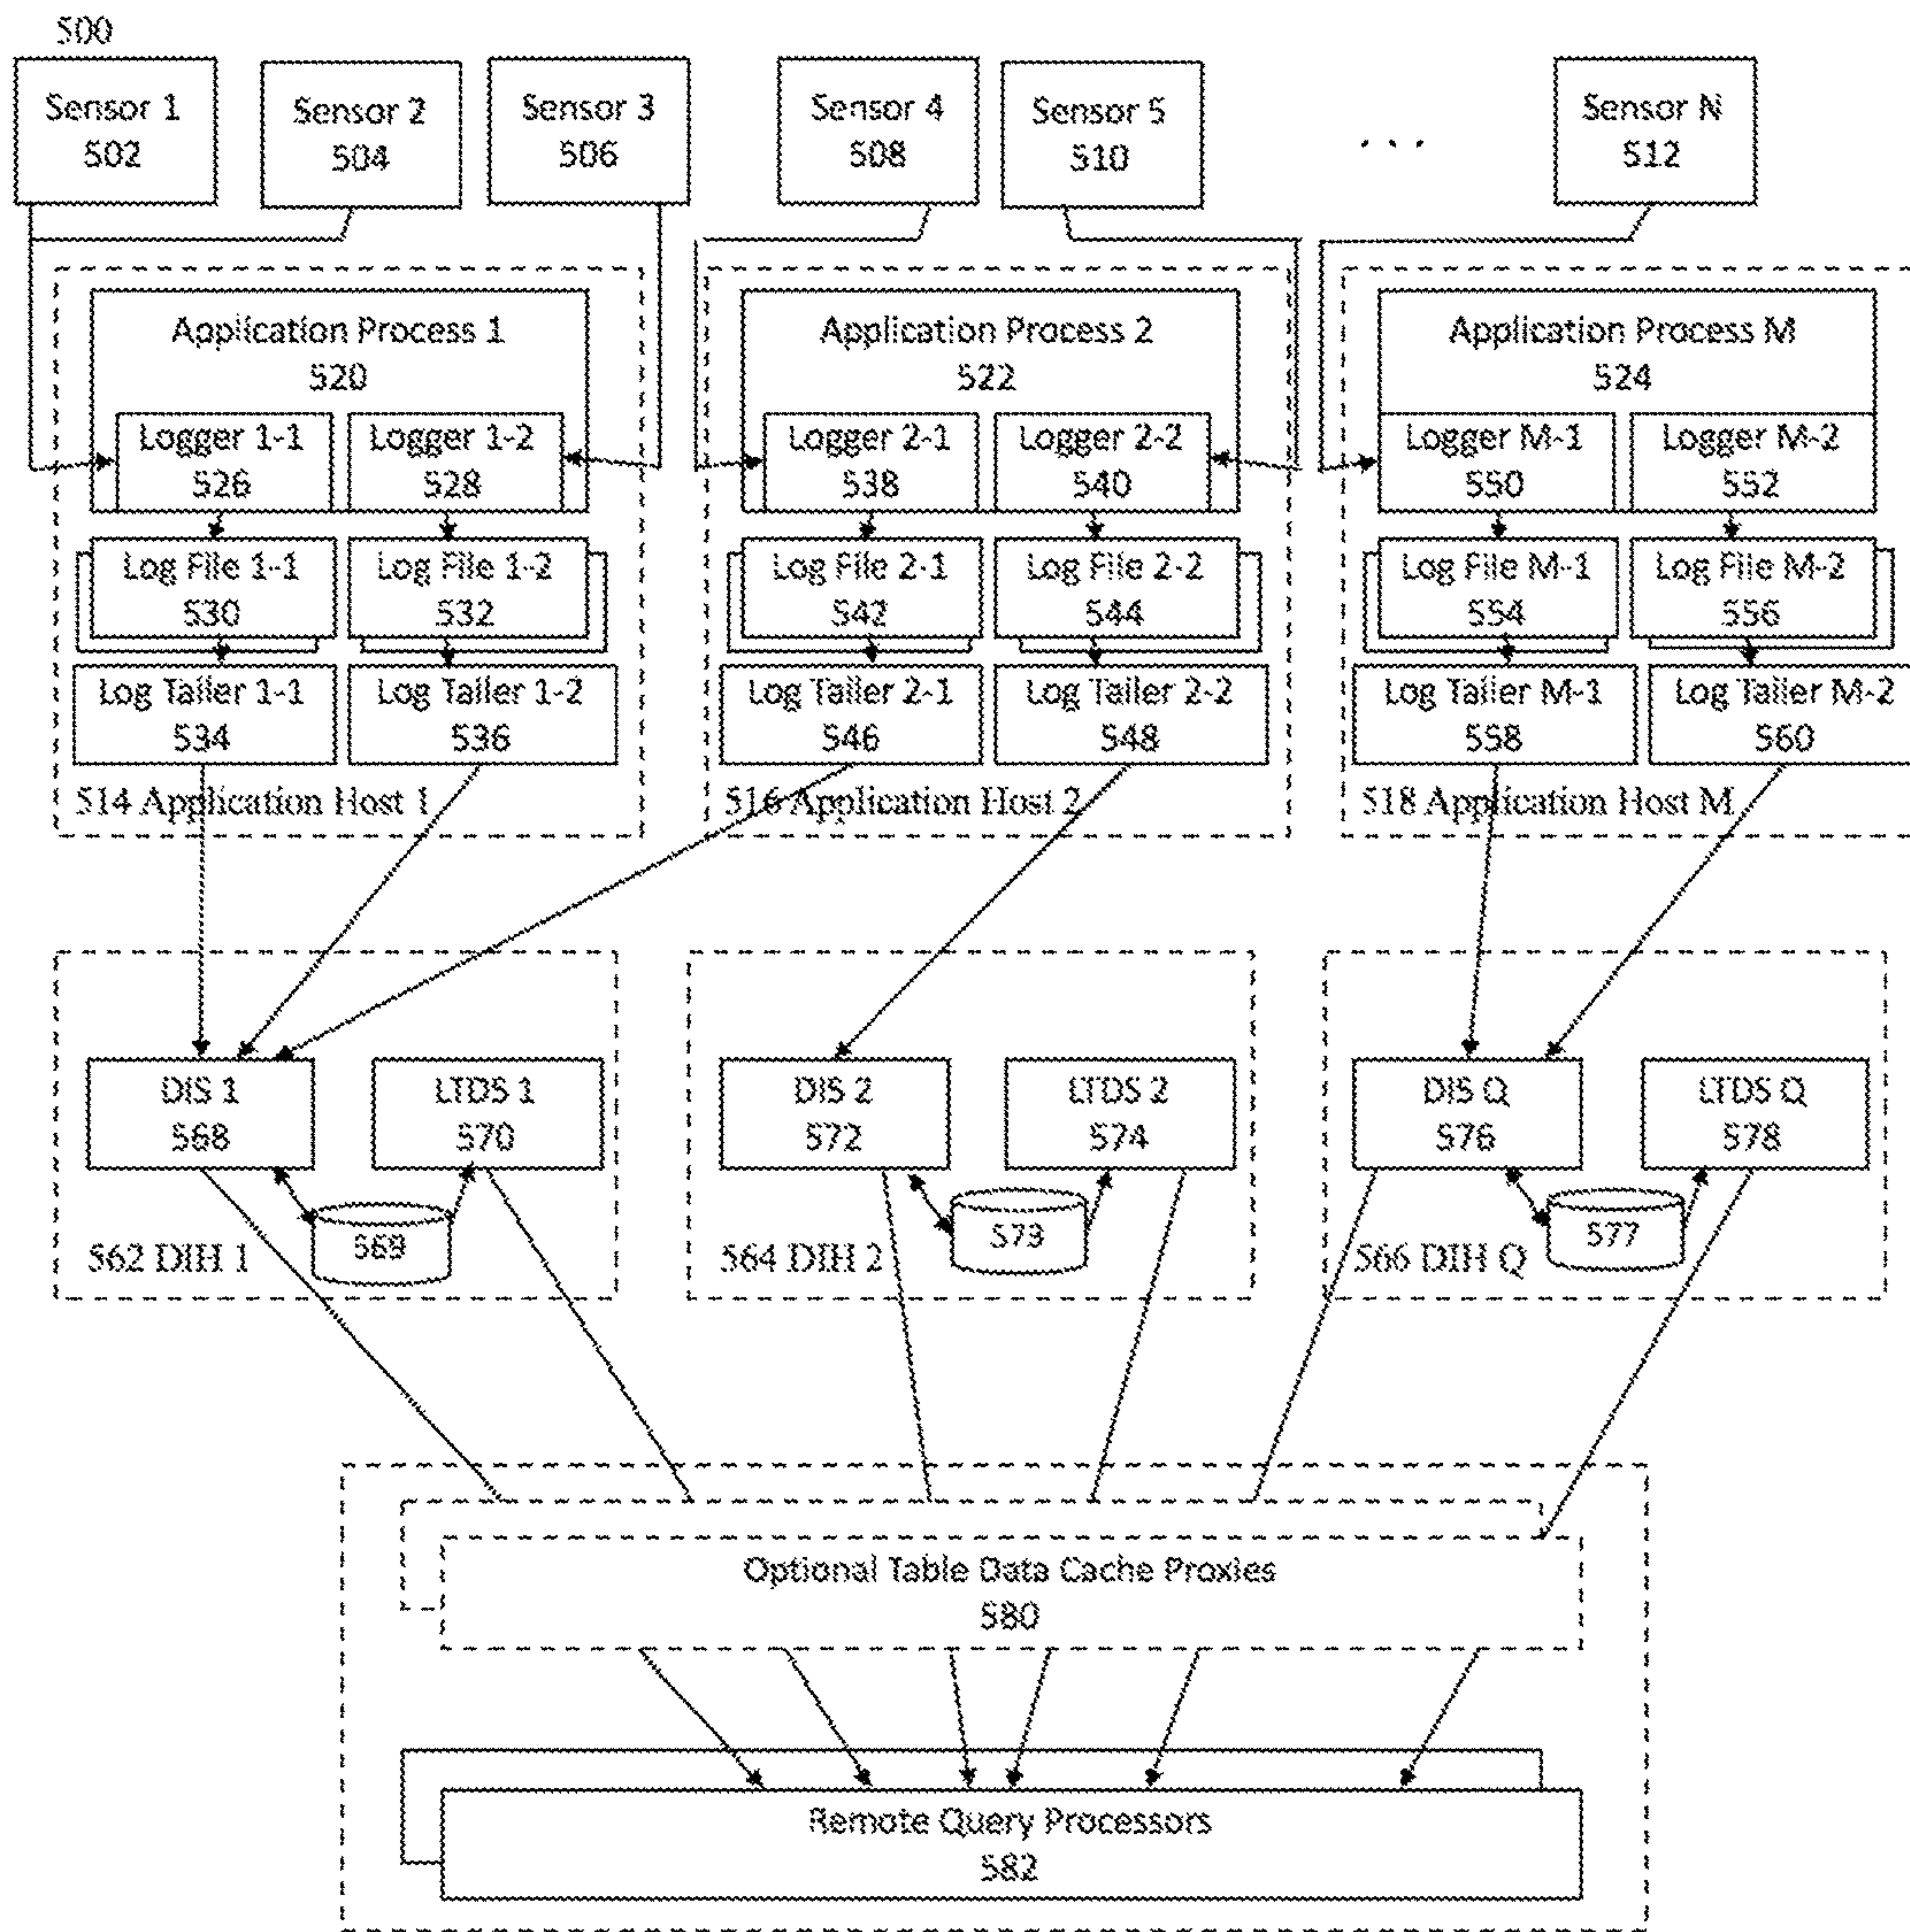 500
Sensor 1
502
Sensor 2
504
Sensor 3
506
Sensor 4
508
Sensor 5
510
. . .
Sensor N
512
Application Process 1
520
Logger 1-1
526
Logger 1-2
528
Log File 1-1
530
Log File 1-2
532
Log Tailer 1-1
534
Log Tailer 1-2
536
514 Application Host 1
Application Process 2
522
Logger 2-1
538
Logger 2-2
540
Log File 2-1
542
Log File 2-2
544
Log Tailer 2-1
546
Log Tailer 2-2
548
516 Application Host 2
Application Process M
524
Logger M-1
550
Logger M-2
552
Log File M-1
554
Log File M-2
556
Log Tailer M-1
558
Log Tailer M-2
560
518 Application Host M
DIS 1
568
LTDS 1
570
569
562 DIH 1
DIS 2
572
LTDS 2
574
573
564 DIH 2
DIS Q
576
LTDS Q
578
577
566 DIH Q
Optional Table Data Cache Proxies
580
Remote Query Processors
582